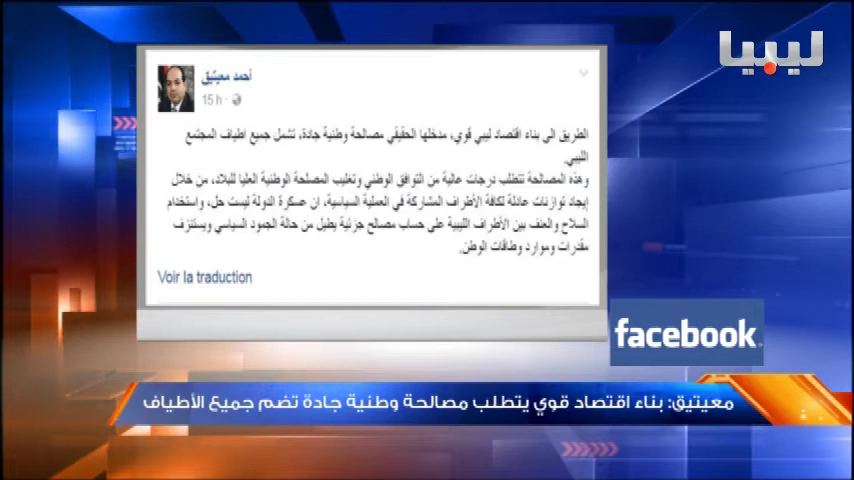 ليبيا
أحمد معيتيق
15 h
الطريق الى بناء اقتصاد ليبي قوي، مدخلها الحقيقي مصالحة وطنية جادة، تشمل جميع اطياف المجتمع
الليبي.
وهذه المصالحة تتطلب درجات عالية من التوافق الوطني وتغليب المصلحة الوطنية العليا للبلاد، من خلال
إيجاد توازنات عادلة لكافة الأطراف المشاركة في العملية السياسية، ان عسكرة الدولة ليست حل، واستخدام
السلاح والعنف بين الأطراف الليبية على حساب مصالح جزئية يطيل من حالة الجمود السياسي ويستنزف
مقدرات وموارد وطاقات الوطن.
Voir la traduction
facebook
معيتيق: بناء اقتصاد قوي يتطلب مصالحة وطنية جادة تضم جميع الأطياف